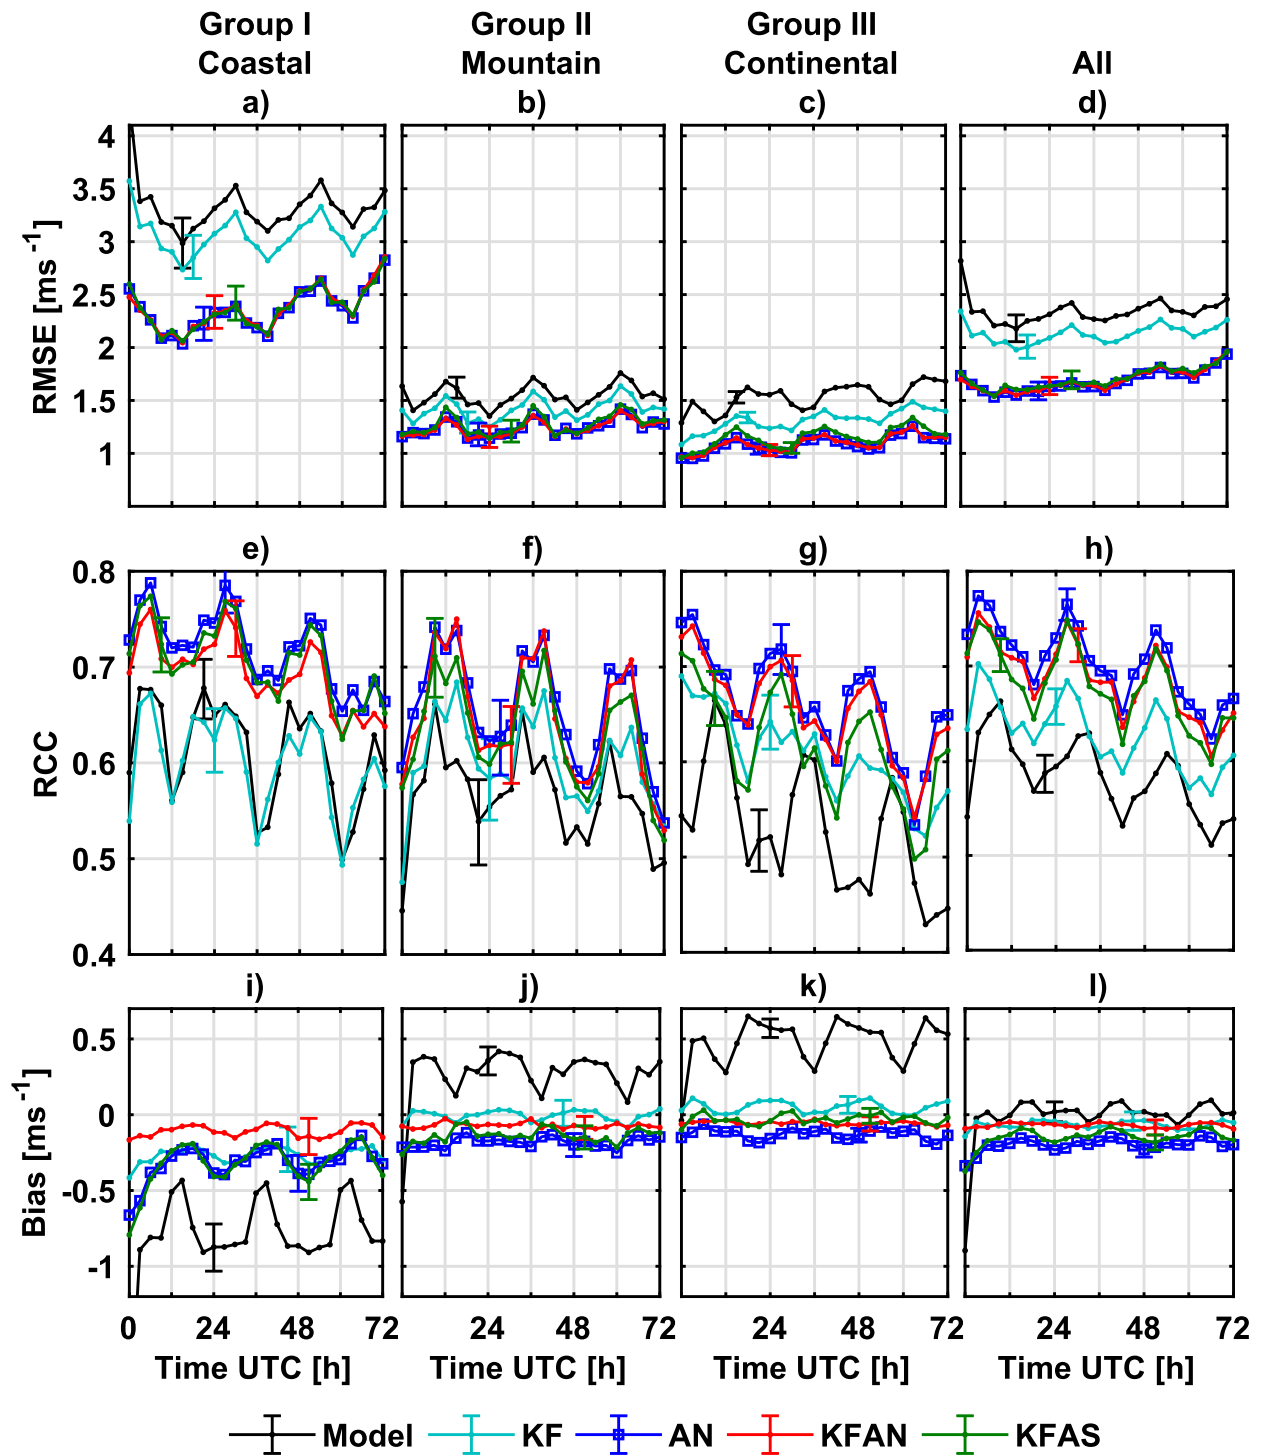 Group I Group II Group III
Coastal Mountain Continental All
a) b) c) d)
4
3.5
3
2.5
2
1.5
1
RMSE [ms -1]
e) f) g) h)
0.8
0.7
0.6
0.5
0.4
RCC
i) j) k) l)
0.5
0
-0.5
-1
Bias [ms-1]
0 24 48 72 24 48 72 24 48 72 24 48 72
Time UTC [h] Time UTC [h] Time UTC [h] Time UTC [h]
Model KF AN KFAN KFAS